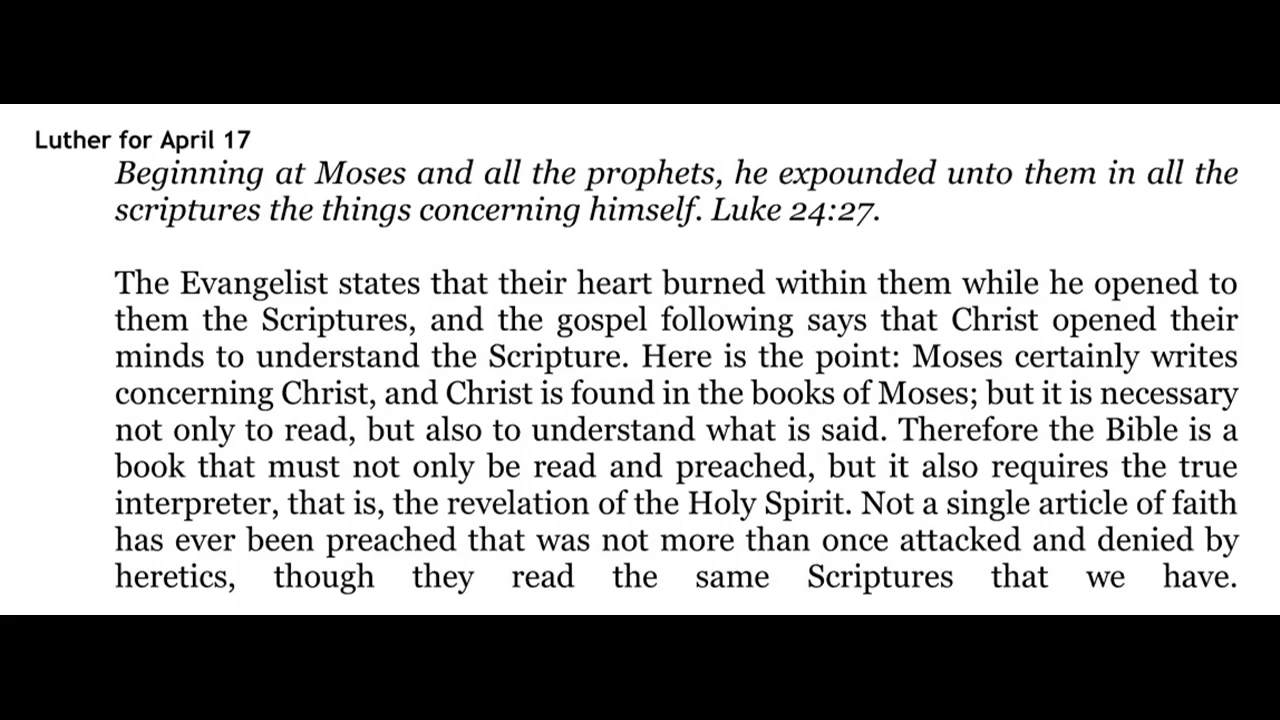 Luther for April 17
Beginning at Moses and all the prophets, he expounded unto them in all the
scriptures the things concerning himself. Luke 24:27.
The Evangelist states that their heart burned within them while he opened to
them the Scriptures, and the gospel following says that Christ opened their
minds to understand the Scripture. Here is the point: Moses certainly writes
concerning Christ, and Christ is found in the books of Moses; but it is necessary
not only to read, but also to understand what is said. Therefore the Bible is a
book that must not only be read and preached, but it also requires the true
interpreter, that is, the revelation of the Holy Spirit. Not a single article of faith
has ever been preached that was not more than once attacked and denied by
heretics, though they read the same Scriptures that we have.